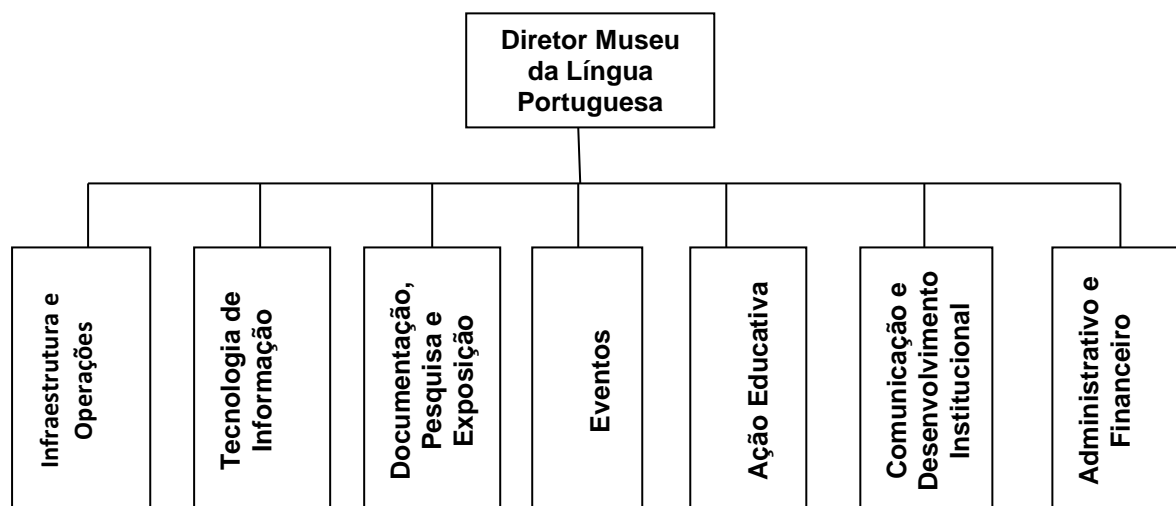 Diretor Museu
da Língua
Portuguesa
Infraestrutura e
Operações
Tecnologia de
Informação
Documentação,
Pesquisa e
Exposição
Eventos
Ação Educativa
Comunicação e
Desenvolvimento
Institucional
Administrativo e
Financeiro